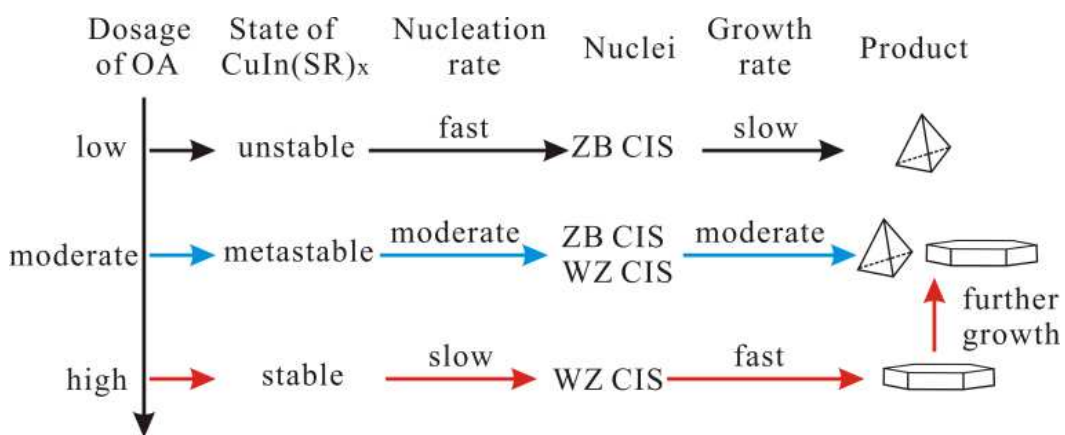 Dosage of OA
State of CuIn(SR)x
Nucleation rate
Nuclei
Growth rate
Product
low
unstable
fast
ZB CIS
slow
moderate
metastable
moderate
ZB CIS
WZ CIS
moderate
further growth
high
stable
slow
WZ CIS
fast